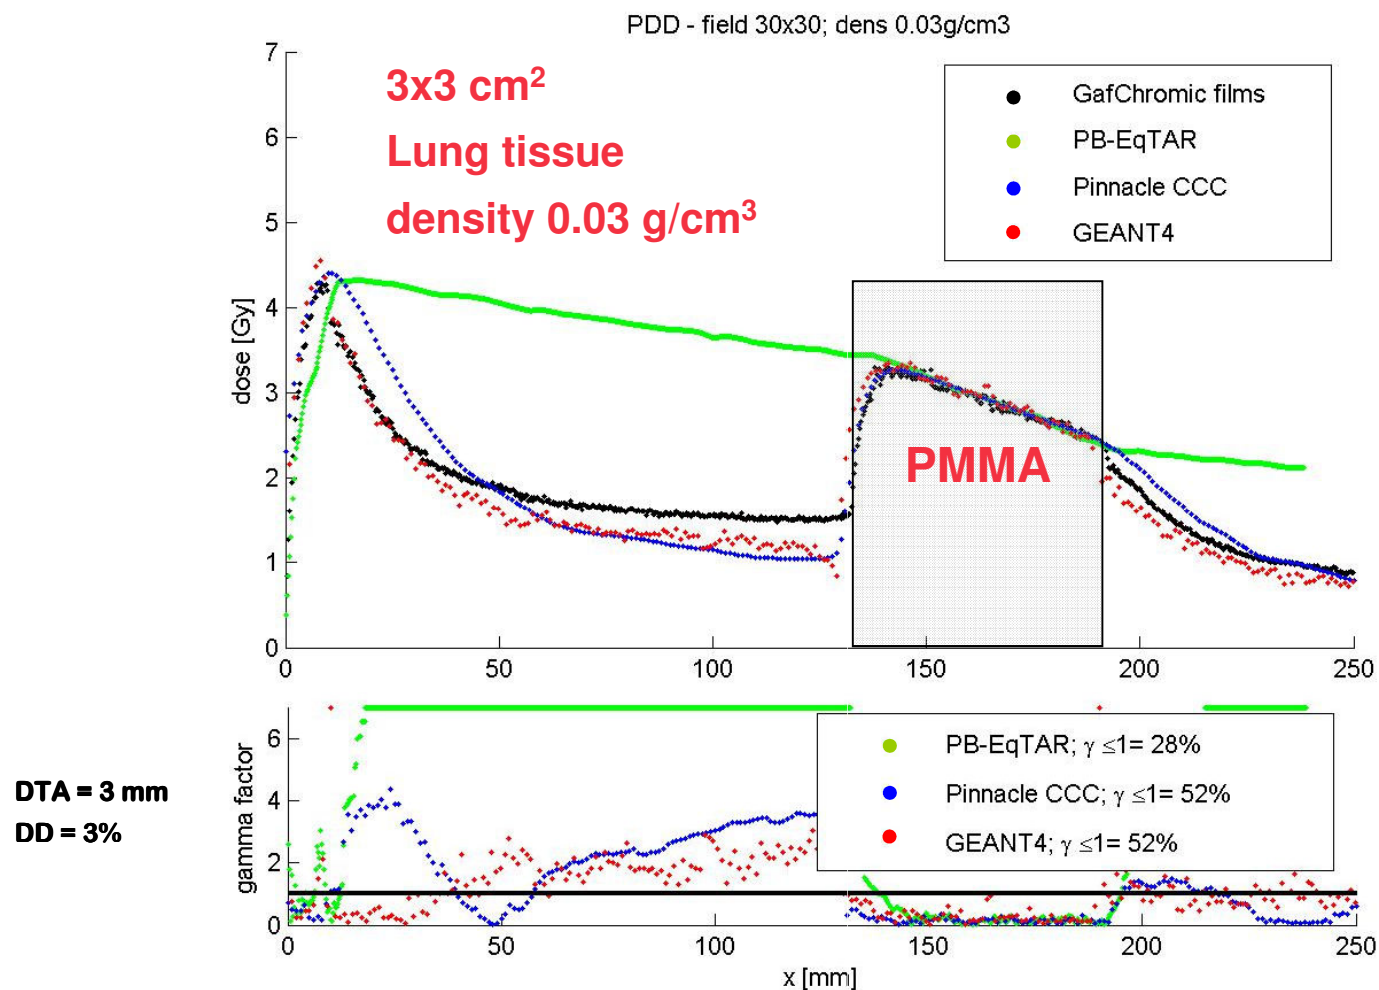 PDD - field 30x30; dens 0.03g/cm3
7
6
5
4
3
2
1
0
dose [Gy]
3x3 cm²
Lung tissue
density 0.03 g/cm³
GafChromic films
PB-EqTAR
Pinnacle CCC
GEANT4
PMMA
0 50 100 150 200 250
DTA = 3 mm
DD = 3%
gamma factor
6
4
2
0
PB-EqTAR; γ ≤1= 28%
Pinnacle CCC; γ ≤1= 52%
GEANT4; γ ≤1= 52%
0 50 100 150 200 250
x [mm]